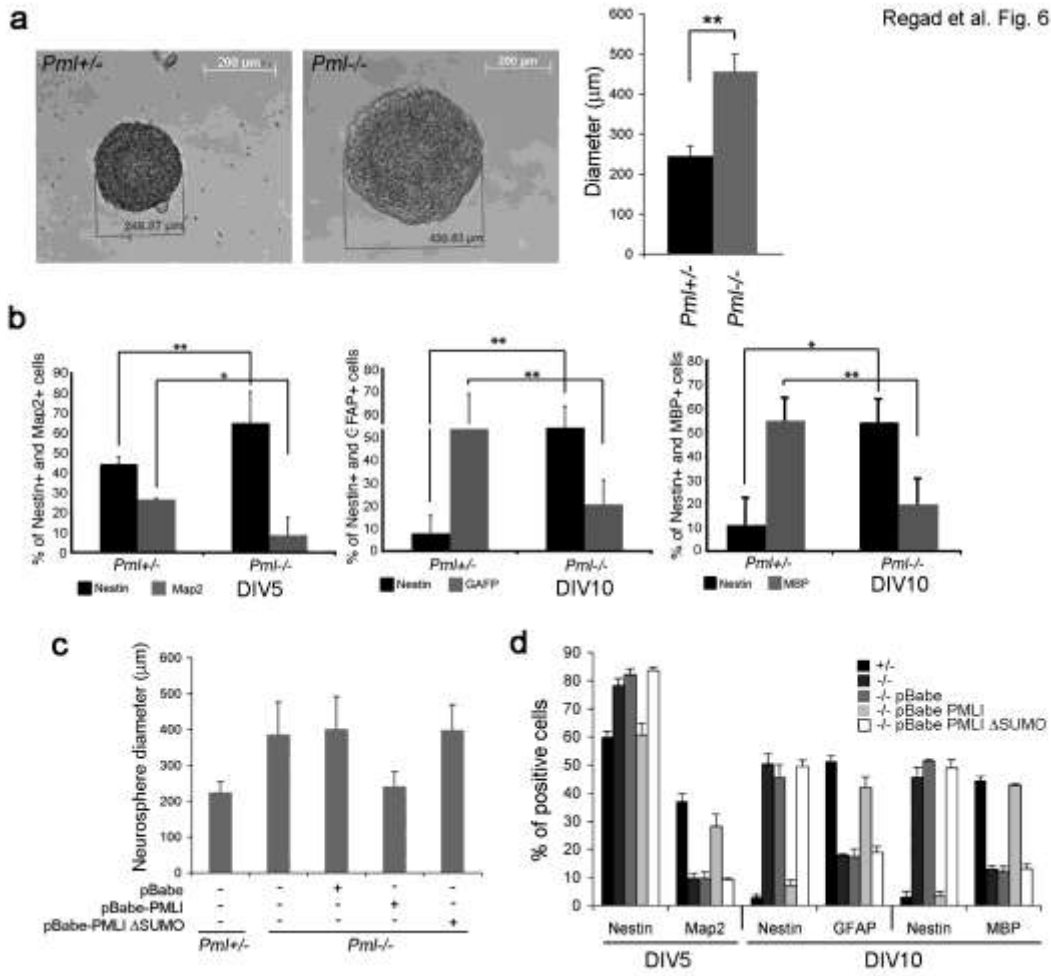 Regad et al. Fig. 6
a
Pml+/-
200 µm
248.07 µm
Pml-/-
200 µm
Diameter (µm)
600
500
400
300
200
100
0
**
Pml+/-
Pml-/-
b
% of Nestin+ and Map2+ cells
90
80
70
60
50
40
30
20
10
0
**
*
Pml+/-
Pml-/-
Nestin
Map2
DIV5
% of Nestin+ and GFAP+ cells
80
70
60
50
40
30
20
10
0
**
**
Pml+/-
Pml-/-
Nestin
GAFP
DIV10
% of Nestin+ and MBP+ cells
80
70
60
50
40
30
20
10
0
*
**
Pml+/-
Pml-/-
Nestin
MBP
DIV10
c
Neurosphere diameter (µm)
600
500
400
300
200
100
0
pBabe - - + - -
pBabe-PMLI - - - + -
pBabe-PMLI ΔSUMO - - - - +
Pml+/-
Pml-/-
d
% of positive cells
90
80
70
60
50
40
30
20
10
0
+/-
-/-
-/- pBabe
-/- pBabe PMLI
-/- pBabe PMLI ΔSUMO
Nestin Map2 Nestin GFAP Nestin MBP
DIV5 DIV10